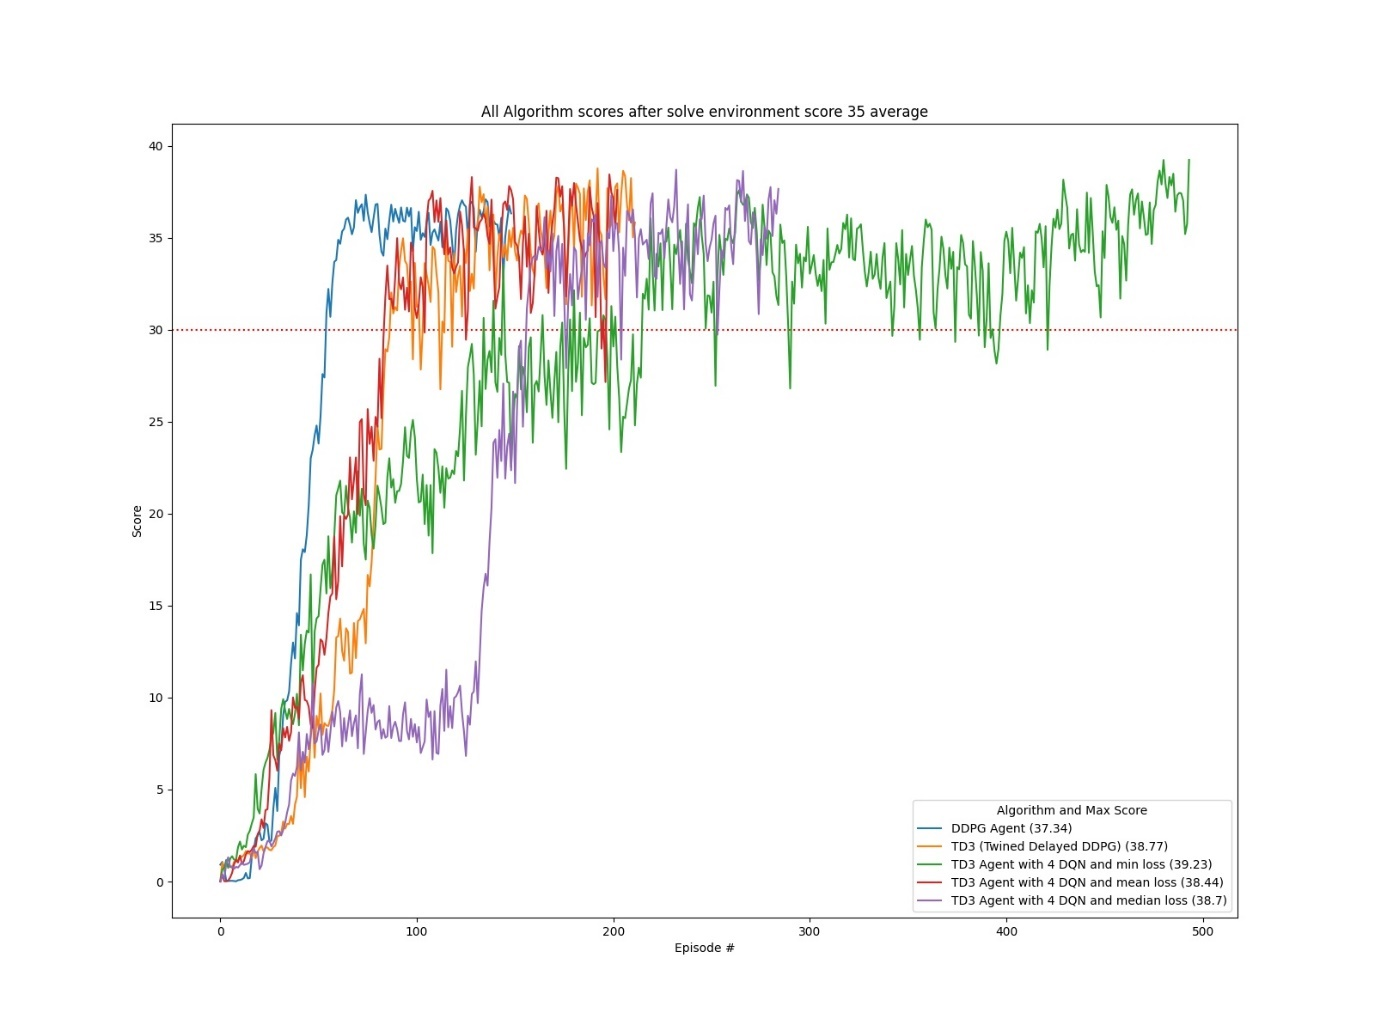 All Algorithm scores after solve environment score 35 average
40
35
30
25
20
15
10
5
0
Score
0 100 200 300 400 500
Episode #
Algorithm and Max Score
DDPG Agent (37.34)
TD3 (Twined Delayed DDPG) (38.77)
TD3 Agent with 4 DQN and min loss (39.23)
TD3 Agent with 4 DQN and mean loss (38.44)
TD3 Agent with 4 DQN and median loss (38.7)